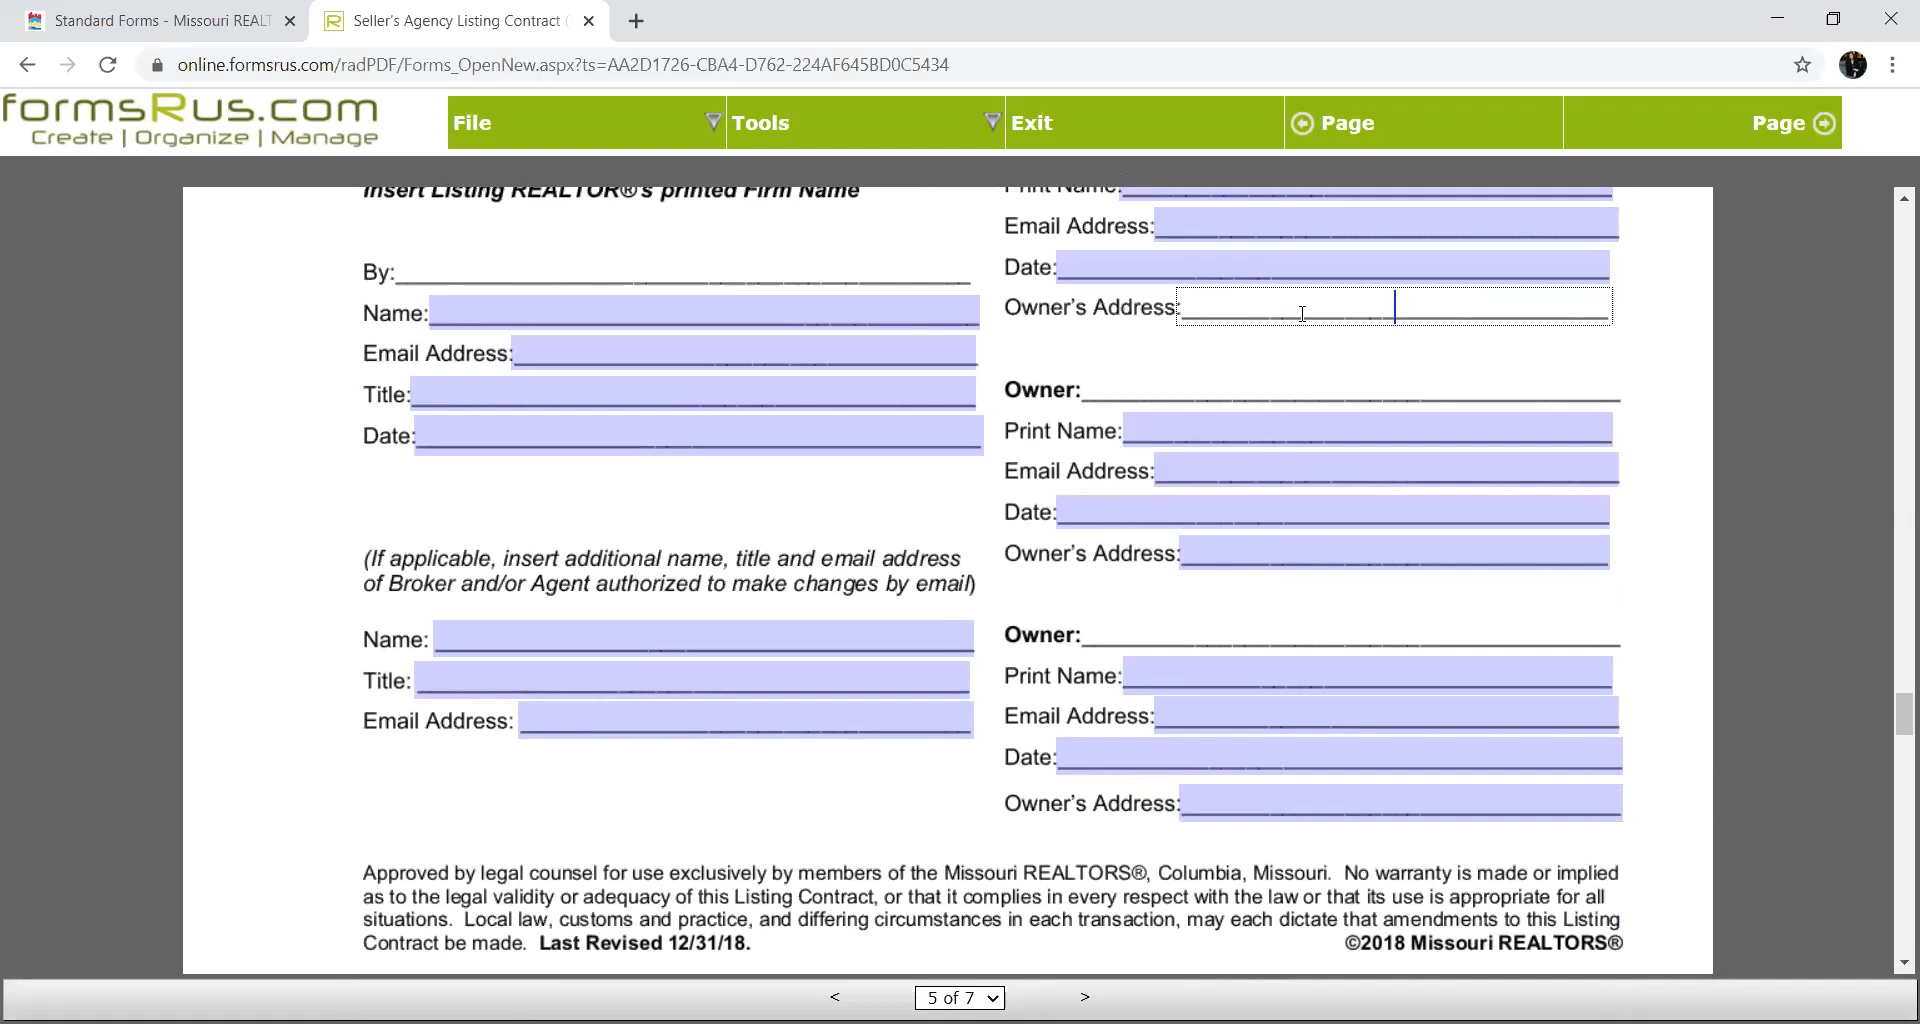 Standard Forms - Missouri REALT
Seller's Agency Listing Contract (
online.formsrus.com/radPDF/Forms_OpenNew.aspx?ts=AA2D1726-CBA4-D762-224AF645BD0C5434
formsRus.com
Create | Organize | Manage
File
Tools
Exit
Page
Page
Insert Listing REALTOR®'s printed Firm Name
By:
Name:
Email Address:
Title:
Date:
(If applicable, insert additional name, title and email address
of Broker and/or Agent authorized to make changes by email)
Name:
Title:
Email Address:
Print Name:
Email Address:
Date:
Owner's Address:
Owner:
Print Name:
Email Address:
Date:
Owner's Address:
Owner:
Print Name:
Email Address:
Date:
Owner's Address:
Approved by legal counsel for use exclusively by members of the Missouri REALTORS®, Columbia, Missouri.  No warranty is made or implied
as to the legal validity or adequacy of this Listing Contract, or that it complies in every respect with the law or that its use is appropriate for all
situations.  Local law, customs and practice, and differing circumstances in each transaction, may each dictate that amendments to this Listing
Contract be made.  Last Revised 12/31/18.
©2018 Missouri REALTORS®
<
5 of 7
>